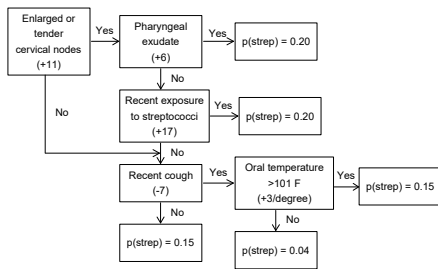 Enlarged or
tender
cervical nodes
(+11)
Yes
Pharyngeal
exudate
(+6)
Yes
p(strep) = 0.20
No
No
Recent exposure
to streptococci
(+17)
Yes
p(strep) = 0.20
No
Recent cough
(-7)
Yes
Oral temperature
>101 F
(+3/degree)
Yes
p(strep) = 0.15
No
No
p(strep) = 0.15
p(strep) = 0.04